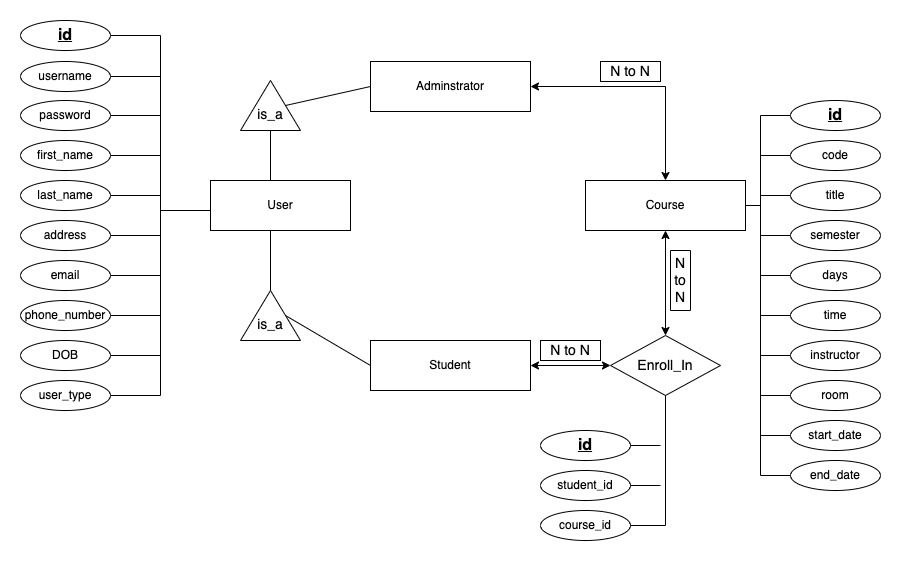 id
username
password
first_name
last_name
address
email
phone_number
DOB
user_type
is_a
User
is_a
Adminstrator
N to N
Course
N
to
N
Student
N to N
Enroll_In
id
student_id
course_id
id
code
title
semester
days
time
instructor
room
start_date
end_date